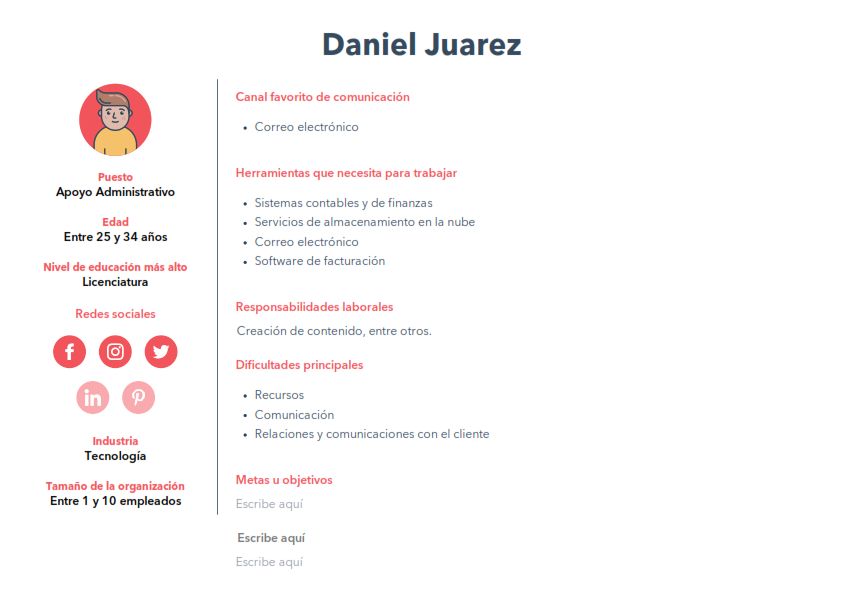 Daniel Juarez
Puesto
Apoyo Administrativo
Edad
Entre 25 y 34 años
Nivel de educación más alto
Licenciatura
Redes sociales
Industria
Tecnología
Tamaño de la organización
Entre 1 y 10 empleados
Canal favorito de comunicación
• Correo electrónico
Herramientas que necesita para trabajar
• Sistemas contables y de finanzas
• Servicios de almacenamiento en la nube
• Correo electrónico
• Software de facturación
Responsabilidades laborales
Creación de contenido, entre otros.
Dificultades principales
• Recursos
• Comunicación
• Relaciones y comunicaciones con el cliente
Metas u objetivos
Escribe aquí
Escribe aquí
Escribe aquí